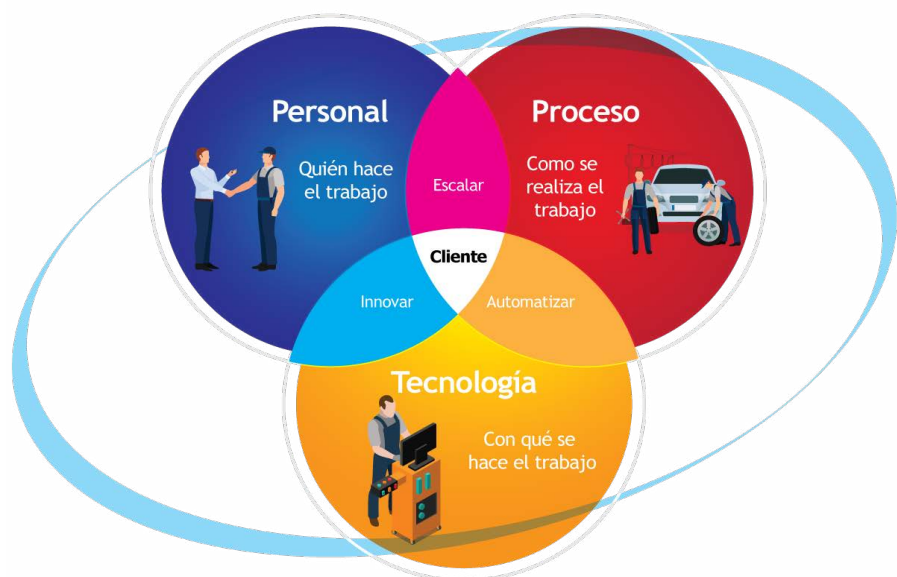 Personal
Quién hace
el trabajo
Proceso
Como se
realiza el
trabajo
Escalar
Cliente
Innovar
Automatizar
Tecnología
Con qué se
hace el trabajo